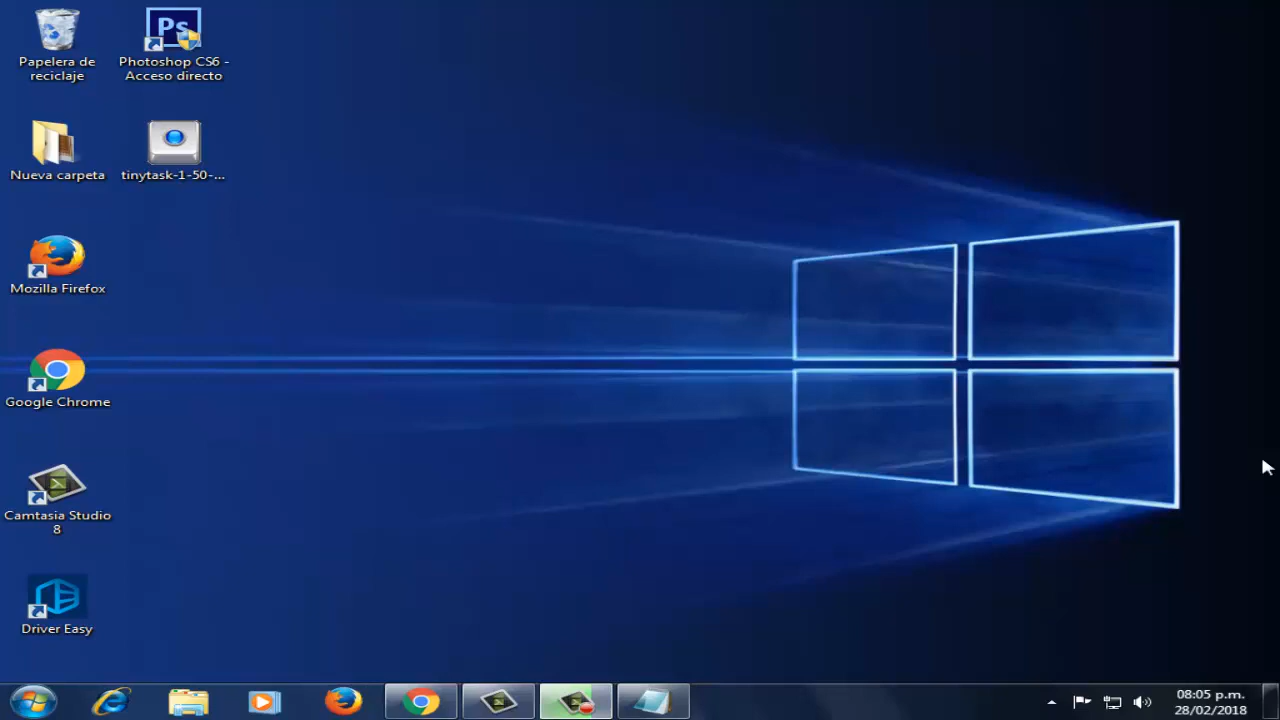 Papelera de
reciclaje
Ps
Photoshop CS6 -
Acceso directo
Nueva carpeta
tinytask-1-50-...
Mozilla Firefox
Google Chrome
Camtasia Studio
8
Driver Easy
08:05 p.m.
28/02/2018